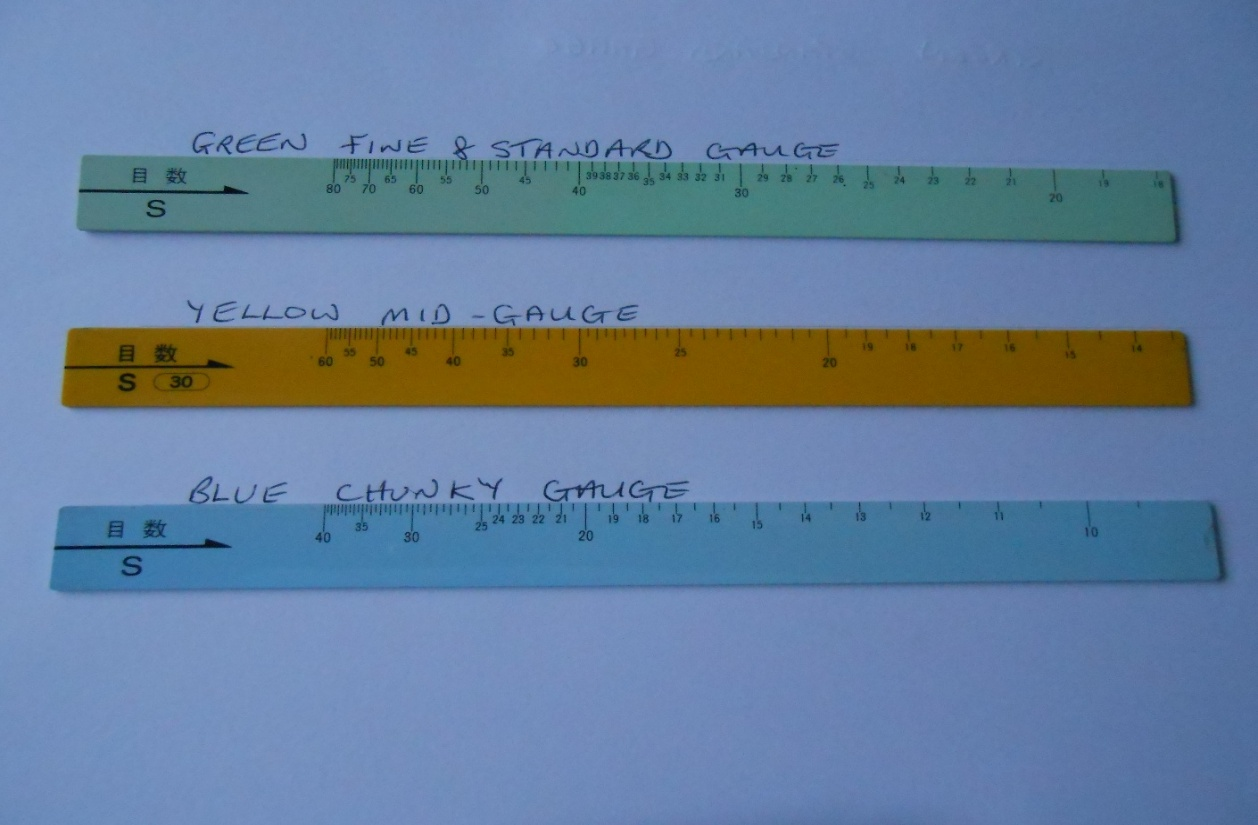 GREEN FINE & STANDARD GAUGE
目 数
S
80 75 70 65 60 55 50 45 40 39 38 37 36 35 34 33 32 31 30 29 28 27 26 25 24 23 22 21 20 19 18
YELLOW MID-GAUGE
目 数
S 30
60 55 50 45 40 35 30 25 20 19 18 17 16 15 14
BLUE CHUNKY GAUGE
目 数
S
40 35 30 25 24 23 22 21 20 19 18 17 16 15 14 13 12 11 10